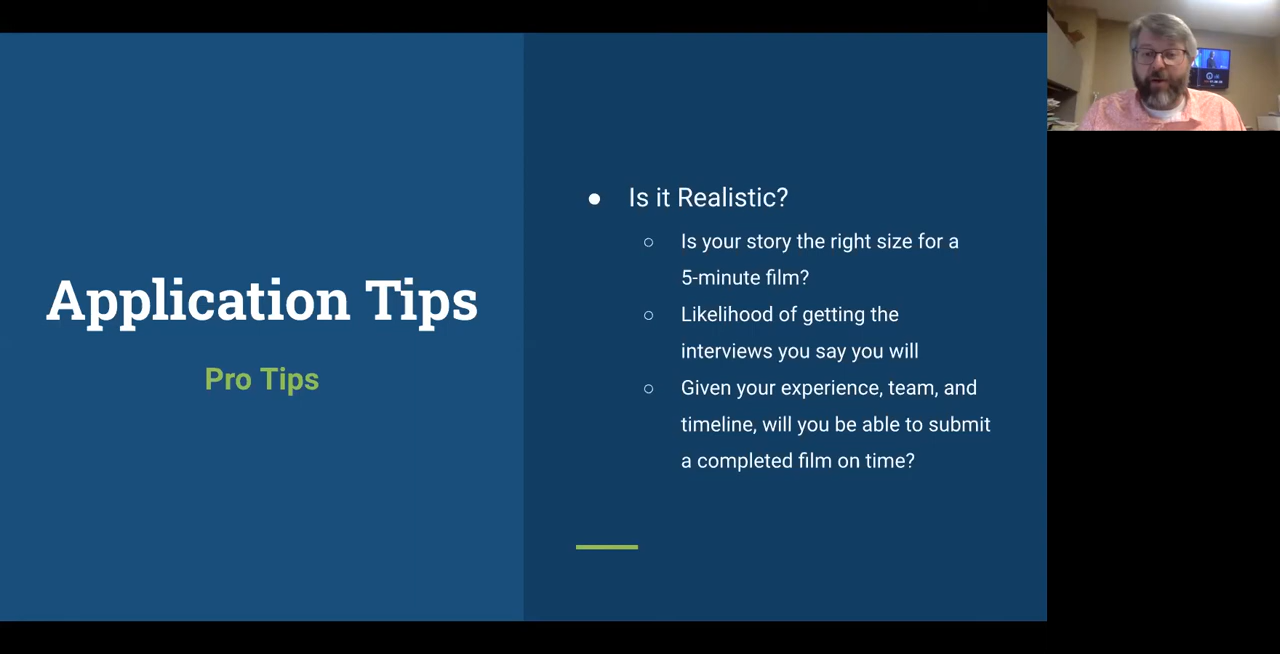 Application Tips
Pro Tips
● Is it Realistic?
○ Is your story the right size for a
5-minute film?
○ Likelihood of getting the
interviews you say you will
○ Given your experience, team, and
timeline, will you be able to submit
a completed film on time?